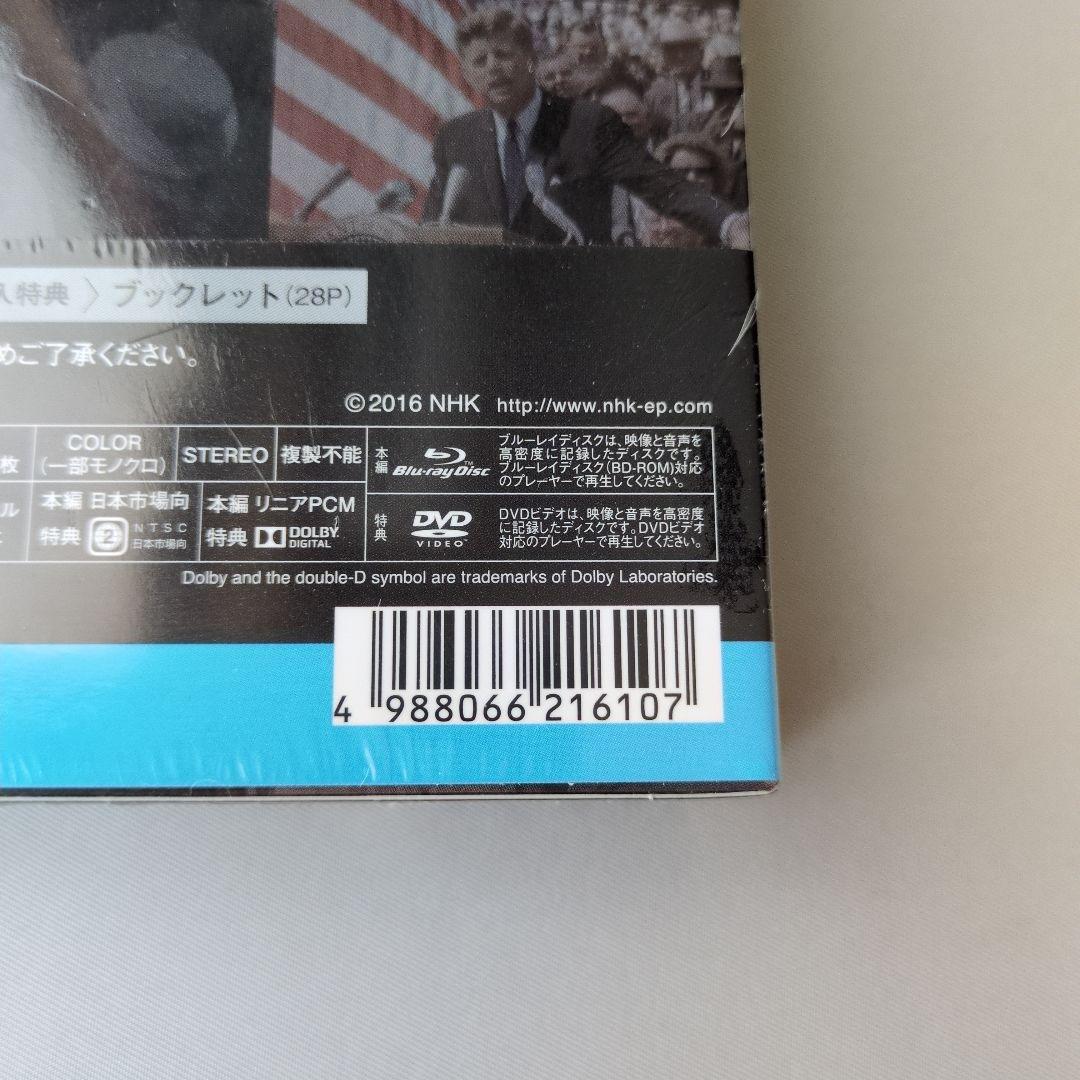 入特典 〉ブックレット(28P)
めご了承ください。
©2016 NHK http://www.nhk-ep.com
枚
COLOR
(一部モノクロ)
STEREO
複製不能
本編
Blu-ray Disc™
ブルーレイディスクは、映像と音声を
高密度に記録したディスクです。
ブルーレイディスク(BD-ROM)対応
のプレーヤーで再生してください。
ル
本編 日本市場向
特典 2 NTSC
日本市場向
本編 リニアPCM
特典 DOLBY
DIGITAL
特典
DVD
VIDEO™
DVDビデオは、映像と音声を高密度
に記録したディスクです。DVDビデオ
対応のプレーヤーで再生してください。
Dolby and the double-D symbol are trademarks of Dolby Laboratories.
4 988066 216107